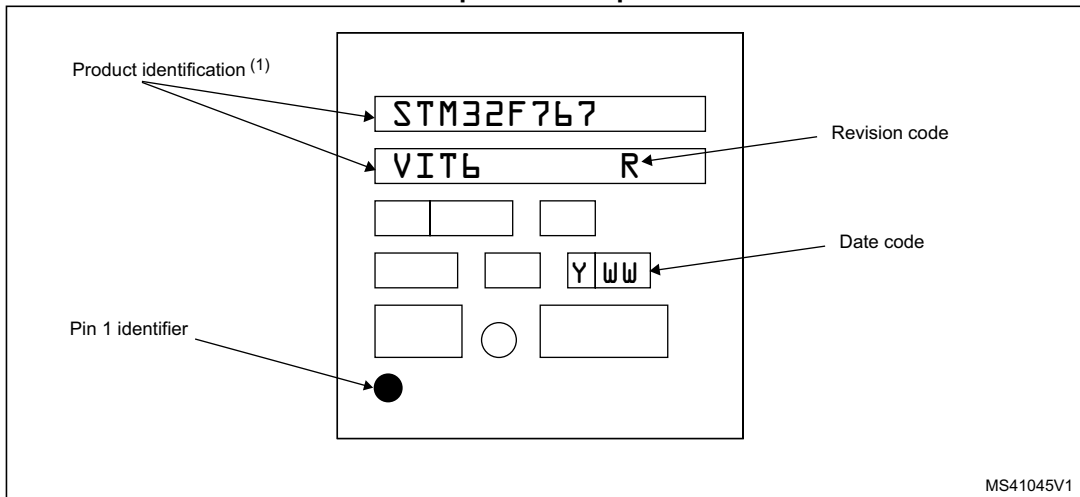 Product identification (1)
STM32F767
Revision code
VIT6 R
Date code
Y WW
Pin 1 identifier
MS41045V1